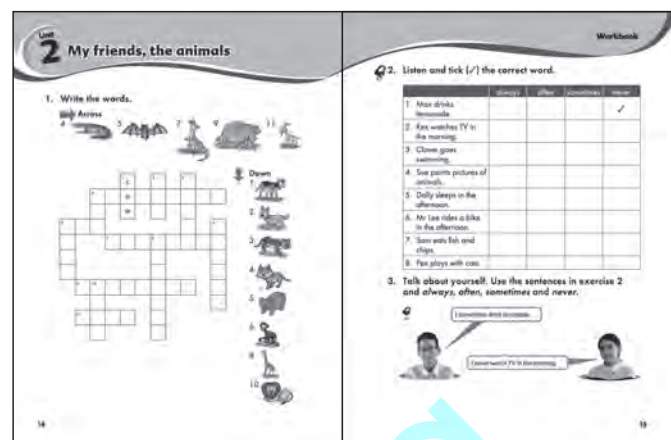 Unit
2 My friends, the animals
1. Write the words.
Across
4. 5. 7. 9. 11.
Down
1.
2.
3.
4.
5.
6.
8.
10.
14
Workbook
2. Listen and tick (✓) the correct word.
always often sometimes never
1. Max drinks
lemonade. ✓
2. Rex watches TV in
the morning.
3. Clover goes
swimming.
4. Sue paints pictures of
animals.
5. Dolly sleeps in the
afternoon.
6. Mr Lee rides a bike
in the afternoon.
7. Sam eats fish and
chips.
8. Pex plays with cars.
3. Talk about yourself. Use the sentences in exercise 2
and always, often, sometimes and never.
I sometimes drink lemonade.
I never watch TV in the morning.
15